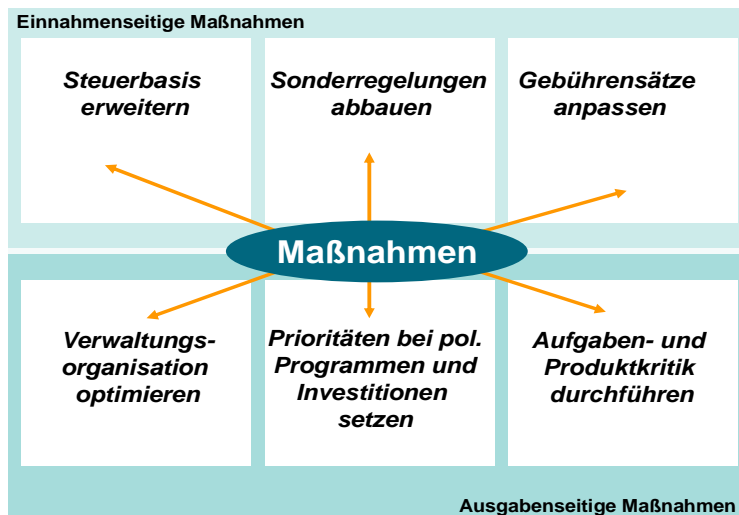 Einnahmenseitige Maßnahmen
Steuerbasis
erweitern
Sonderregelungen
abbauen
Gebührensätze
anpassen
Maßnahmen
Verwaltungs-
organisation
optimieren
Prioritäten bei pol.
Programmen und
Investitionen
setzen
Aufgaben- und
Produktkritik
durchführen
Ausgabenseitige Maßnahmen